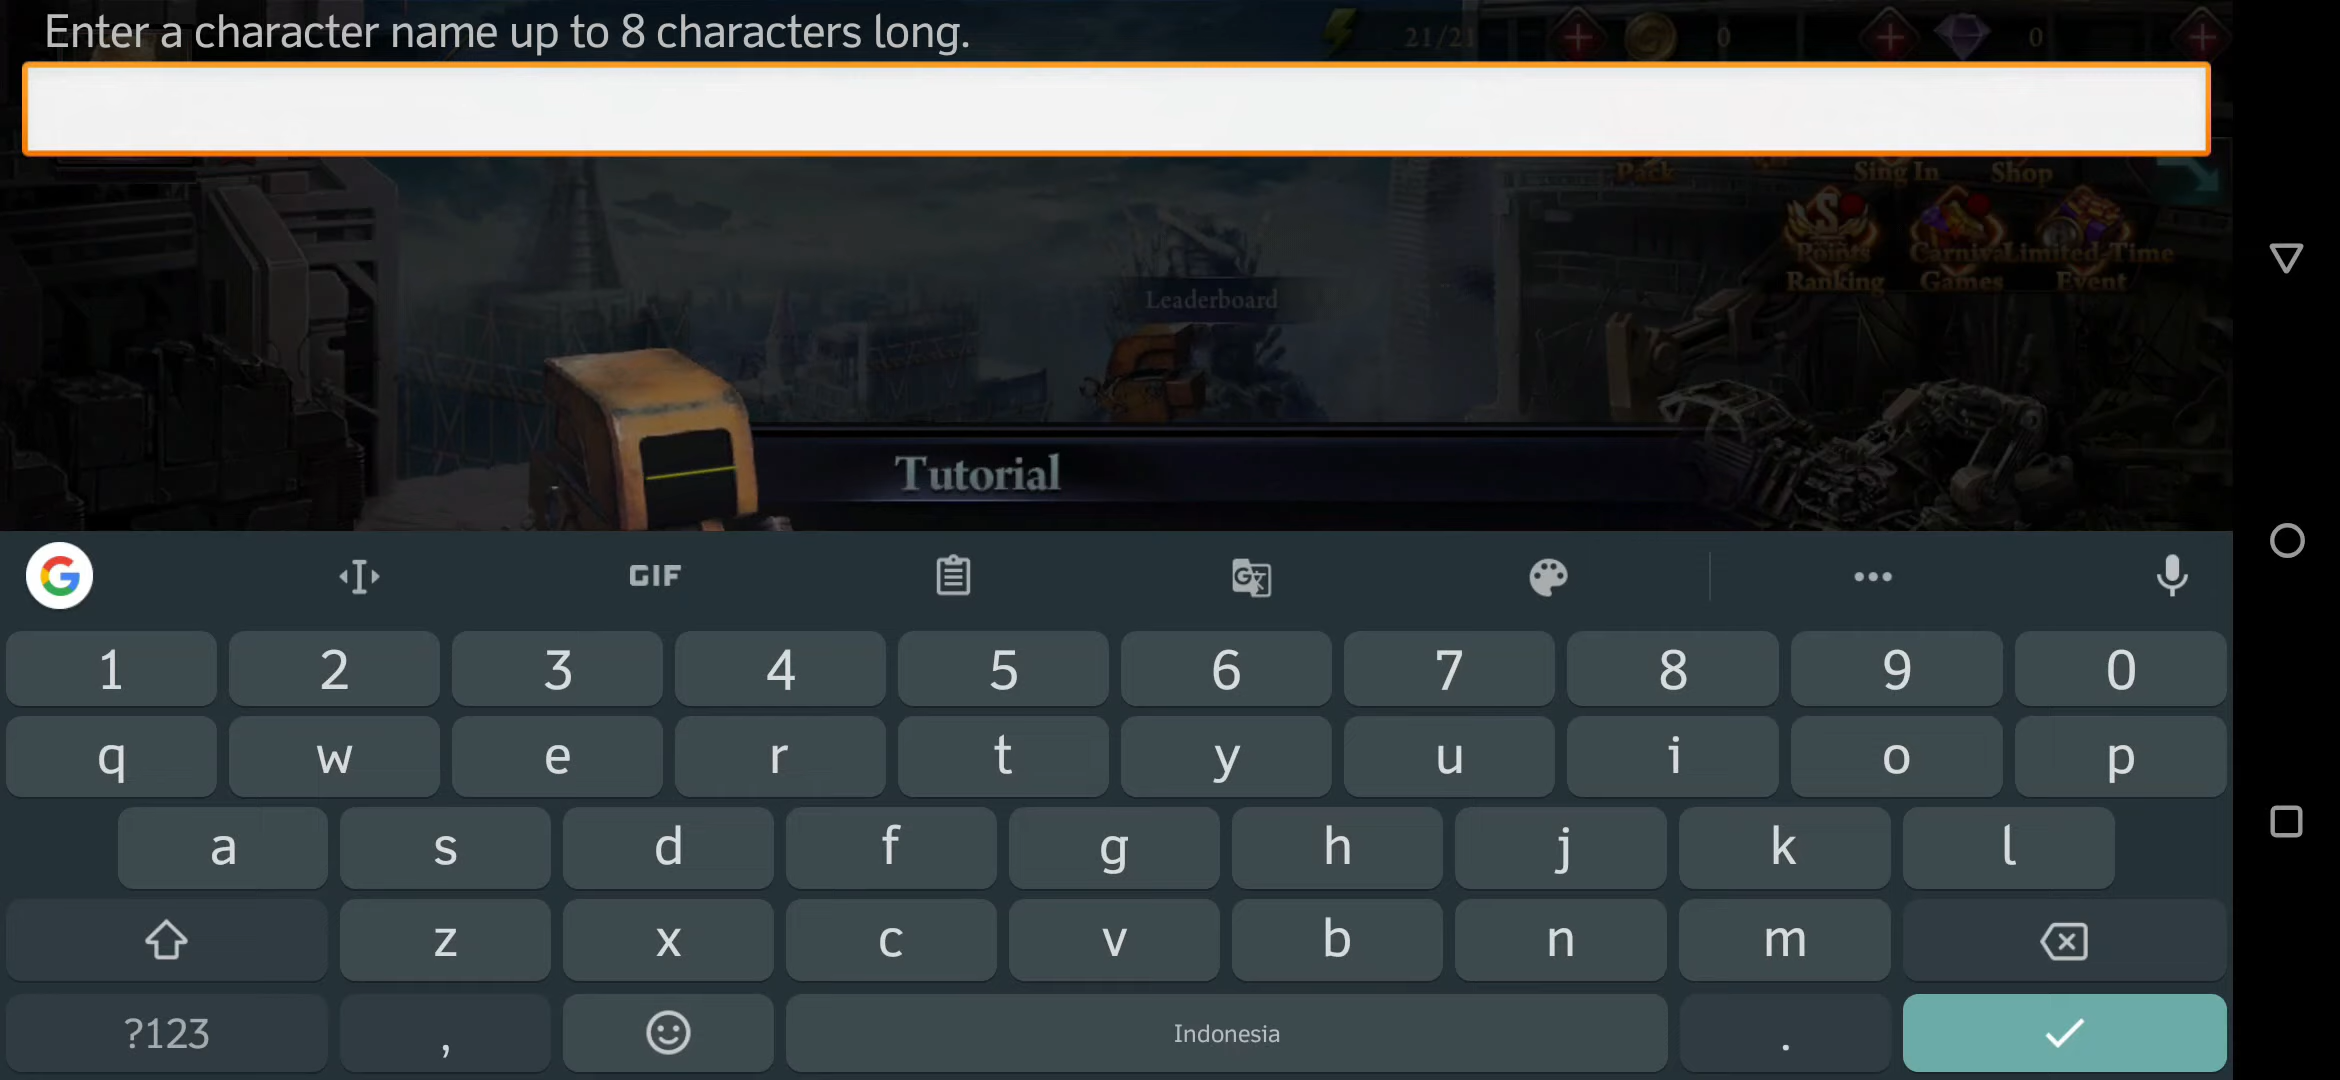 Enter a character name up to 8 characters long.
21/21
0
0
Pack
Sing In
Shop
Points Ranking
Carnival Games
Limited-Time Event
Leaderboard
Tutorial
GIF
1 2 3 4 5 6 7 8 9 0
q w e r t y u i o p
a s d f g h j k l
z x c v b n m
?123 , Indonesia .